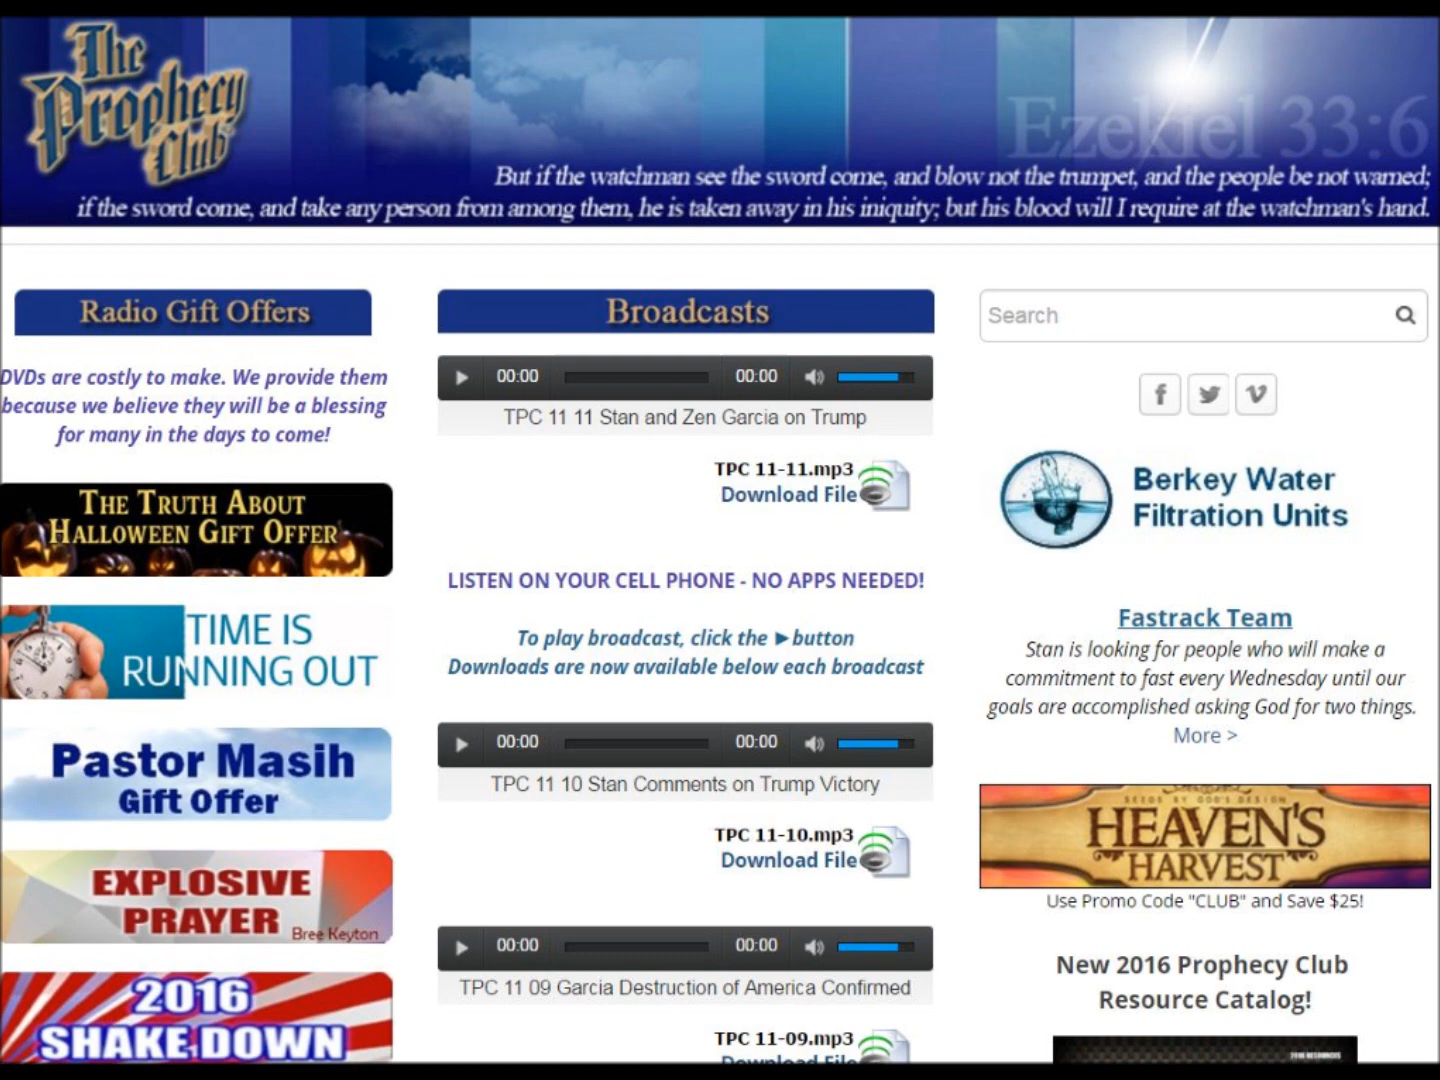 The
Prophecy
Club
Ezekiel 33:6
But if the watchman see the sword come, and blow not the trumpet, and the people be not warned;
if the sword come, and take any person from among them, he is taken away in his iniquity; but his blood will I require at the watchman's hand.
Radio Gift Offers
DVDs are costly to make. We provide them
because we believe they will be a blessing
for many in the days to come!
THE TRUTH ABOUT
HALLOWEEN GIFT OFFER
TIME IS
RUNNING OUT
Pastor Masih
Gift Offer
EXPLOSIVE
PRAYER
Bree Keyton
2016
SHAKE DOWN
Broadcasts
00:00 00:00
TPC 11 11 Stan and Zen Garcia on Trump
TPC 11-11.mp3
Download File
LISTEN ON YOUR CELL PHONE - NO APPS NEEDED!
To play broadcast, click the ►button
Downloads are now available below each broadcast
00:00 00:00
TPC 11 10 Stan Comments on Trump Victory
TPC 11-10.mp3
Download File
00:00 00:00
TPC 11 09 Garcia Destruction of America Confirmed
TPC 11-09.mp3
Download File
Search
Berkey Water
Filtration Units
Fastrack Team
Stan is looking for people who will make a
commitment to fast every Wednesday until our
goals are accomplished asking God for two things.
More >
SEEDS BY GOD'S DESIGN
HEAVEN'S
HARVEST
Use Promo Code "CLUB" and Save $25!
New 2016 Prophecy Club
Resource Catalog!
2016 RESOURCES